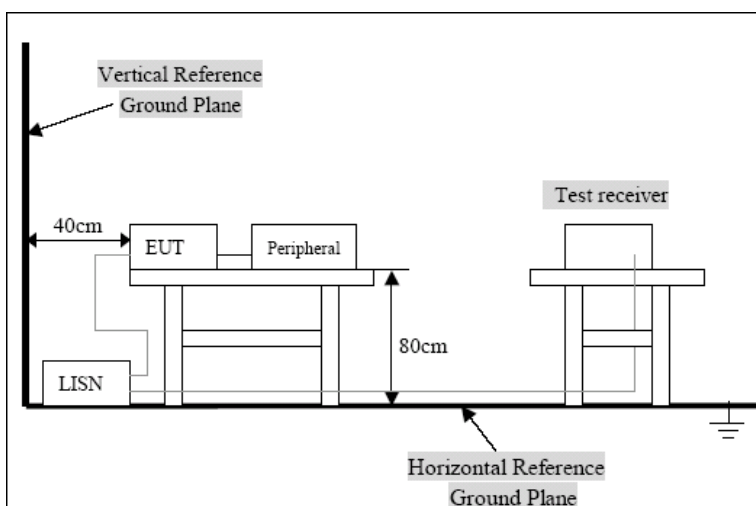 Vertical Reference
Ground Plane
40cm
EUT
Peripheral
Test receiver
80cm
LISN
Horizontal Reference
Ground Plane